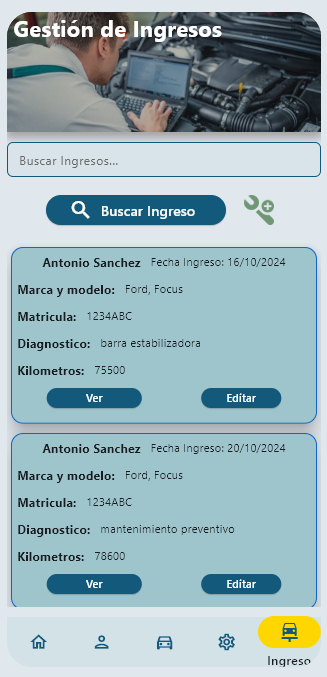 Gestión de Ingresos
Buscar Ingresos...
Buscar Ingreso
Antonio Sanchez Fecha Ingreso: 16/10/2024
Marca y modelo: Ford, Focus
Matricula: 1234ABC
Diagnostico: barra estabilizadora
Kilometros: 75500
Ver Editar
Antonio Sanchez Fecha Ingreso: 20/10/2024
Marca y modelo: Ford, Focus
Matricula: 1234ABC
Diagnostico: mantenimiento preventivo
Kilometros: 78600
Ver Editar
Ingreso